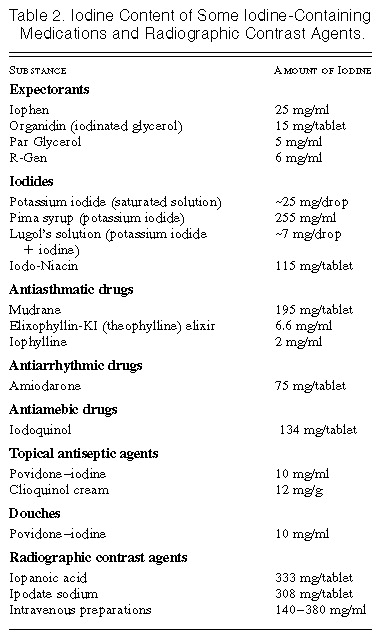 Table 2. Iodine Content of Some Iodine-Containing
Medications and Radiographic Contrast Agents.
SUBSTANCE AMOUNT OF IODINE
Expectorants
Iophen 25 mg/ml
Organidin (iodinated glycerol) 15 mg/tablet
Par Glycerol 5 mg/ml
R-Gen 6 mg/ml
Iodides
Potassium iodide (saturated solution) ~25 mg/drop
Pima syrup (potassium iodide) 255 mg/ml
Lugol's solution (potassium iodide ~7 mg/drop
+ iodine)
Iodo-Niacin 115 mg/tablet
Antiasthmatic drugs
Mudrane 195 mg/tablet
Elixophyllin-KI (theophylline) elixir 6.6 mg/ml
Iophylline 2 mg/ml
Antiarrhythmic drugs
Amiodarone 75 mg/tablet
Antiamebic drugs
Iodoquinol 134 mg/tablet
Topical antiseptic agents
Povidone–iodine 10 mg/ml
Clioquinol cream 12 mg/g
Douches
Povidone–iodine 10 mg/ml
Radiographic contrast agents
Iopanoic acid 333 mg/tablet
Ipodate sodium 308 mg/tablet
Intravenous preparations 140–380 mg/ml